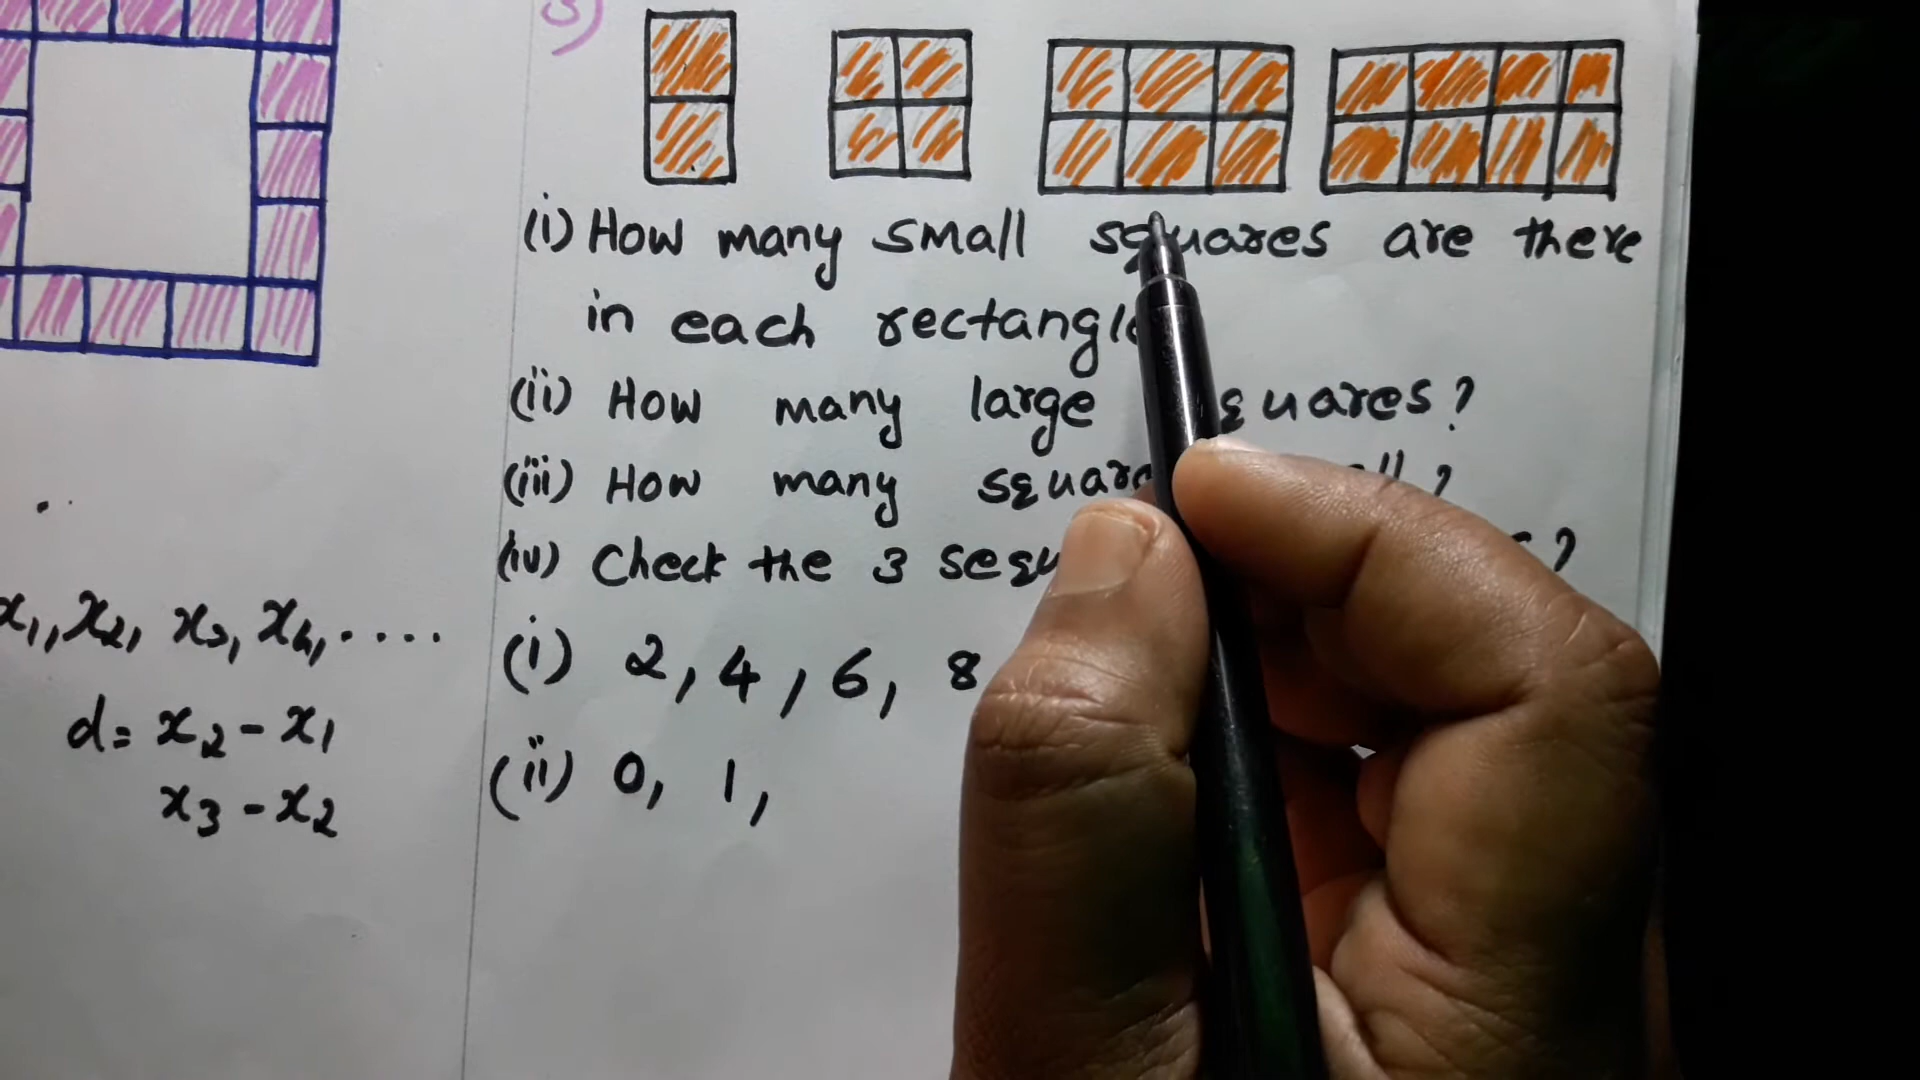 3)
(i) How many small squares are there
in each rectangle
(ii) How many large squares?
(iii) How many ?
(iv) Check the 3 ?
x1, x2, x3, x4, ....
d = x2 - x1
x3 - x2
(i) 2, 4, 6, 8
(ii) 0, 1,